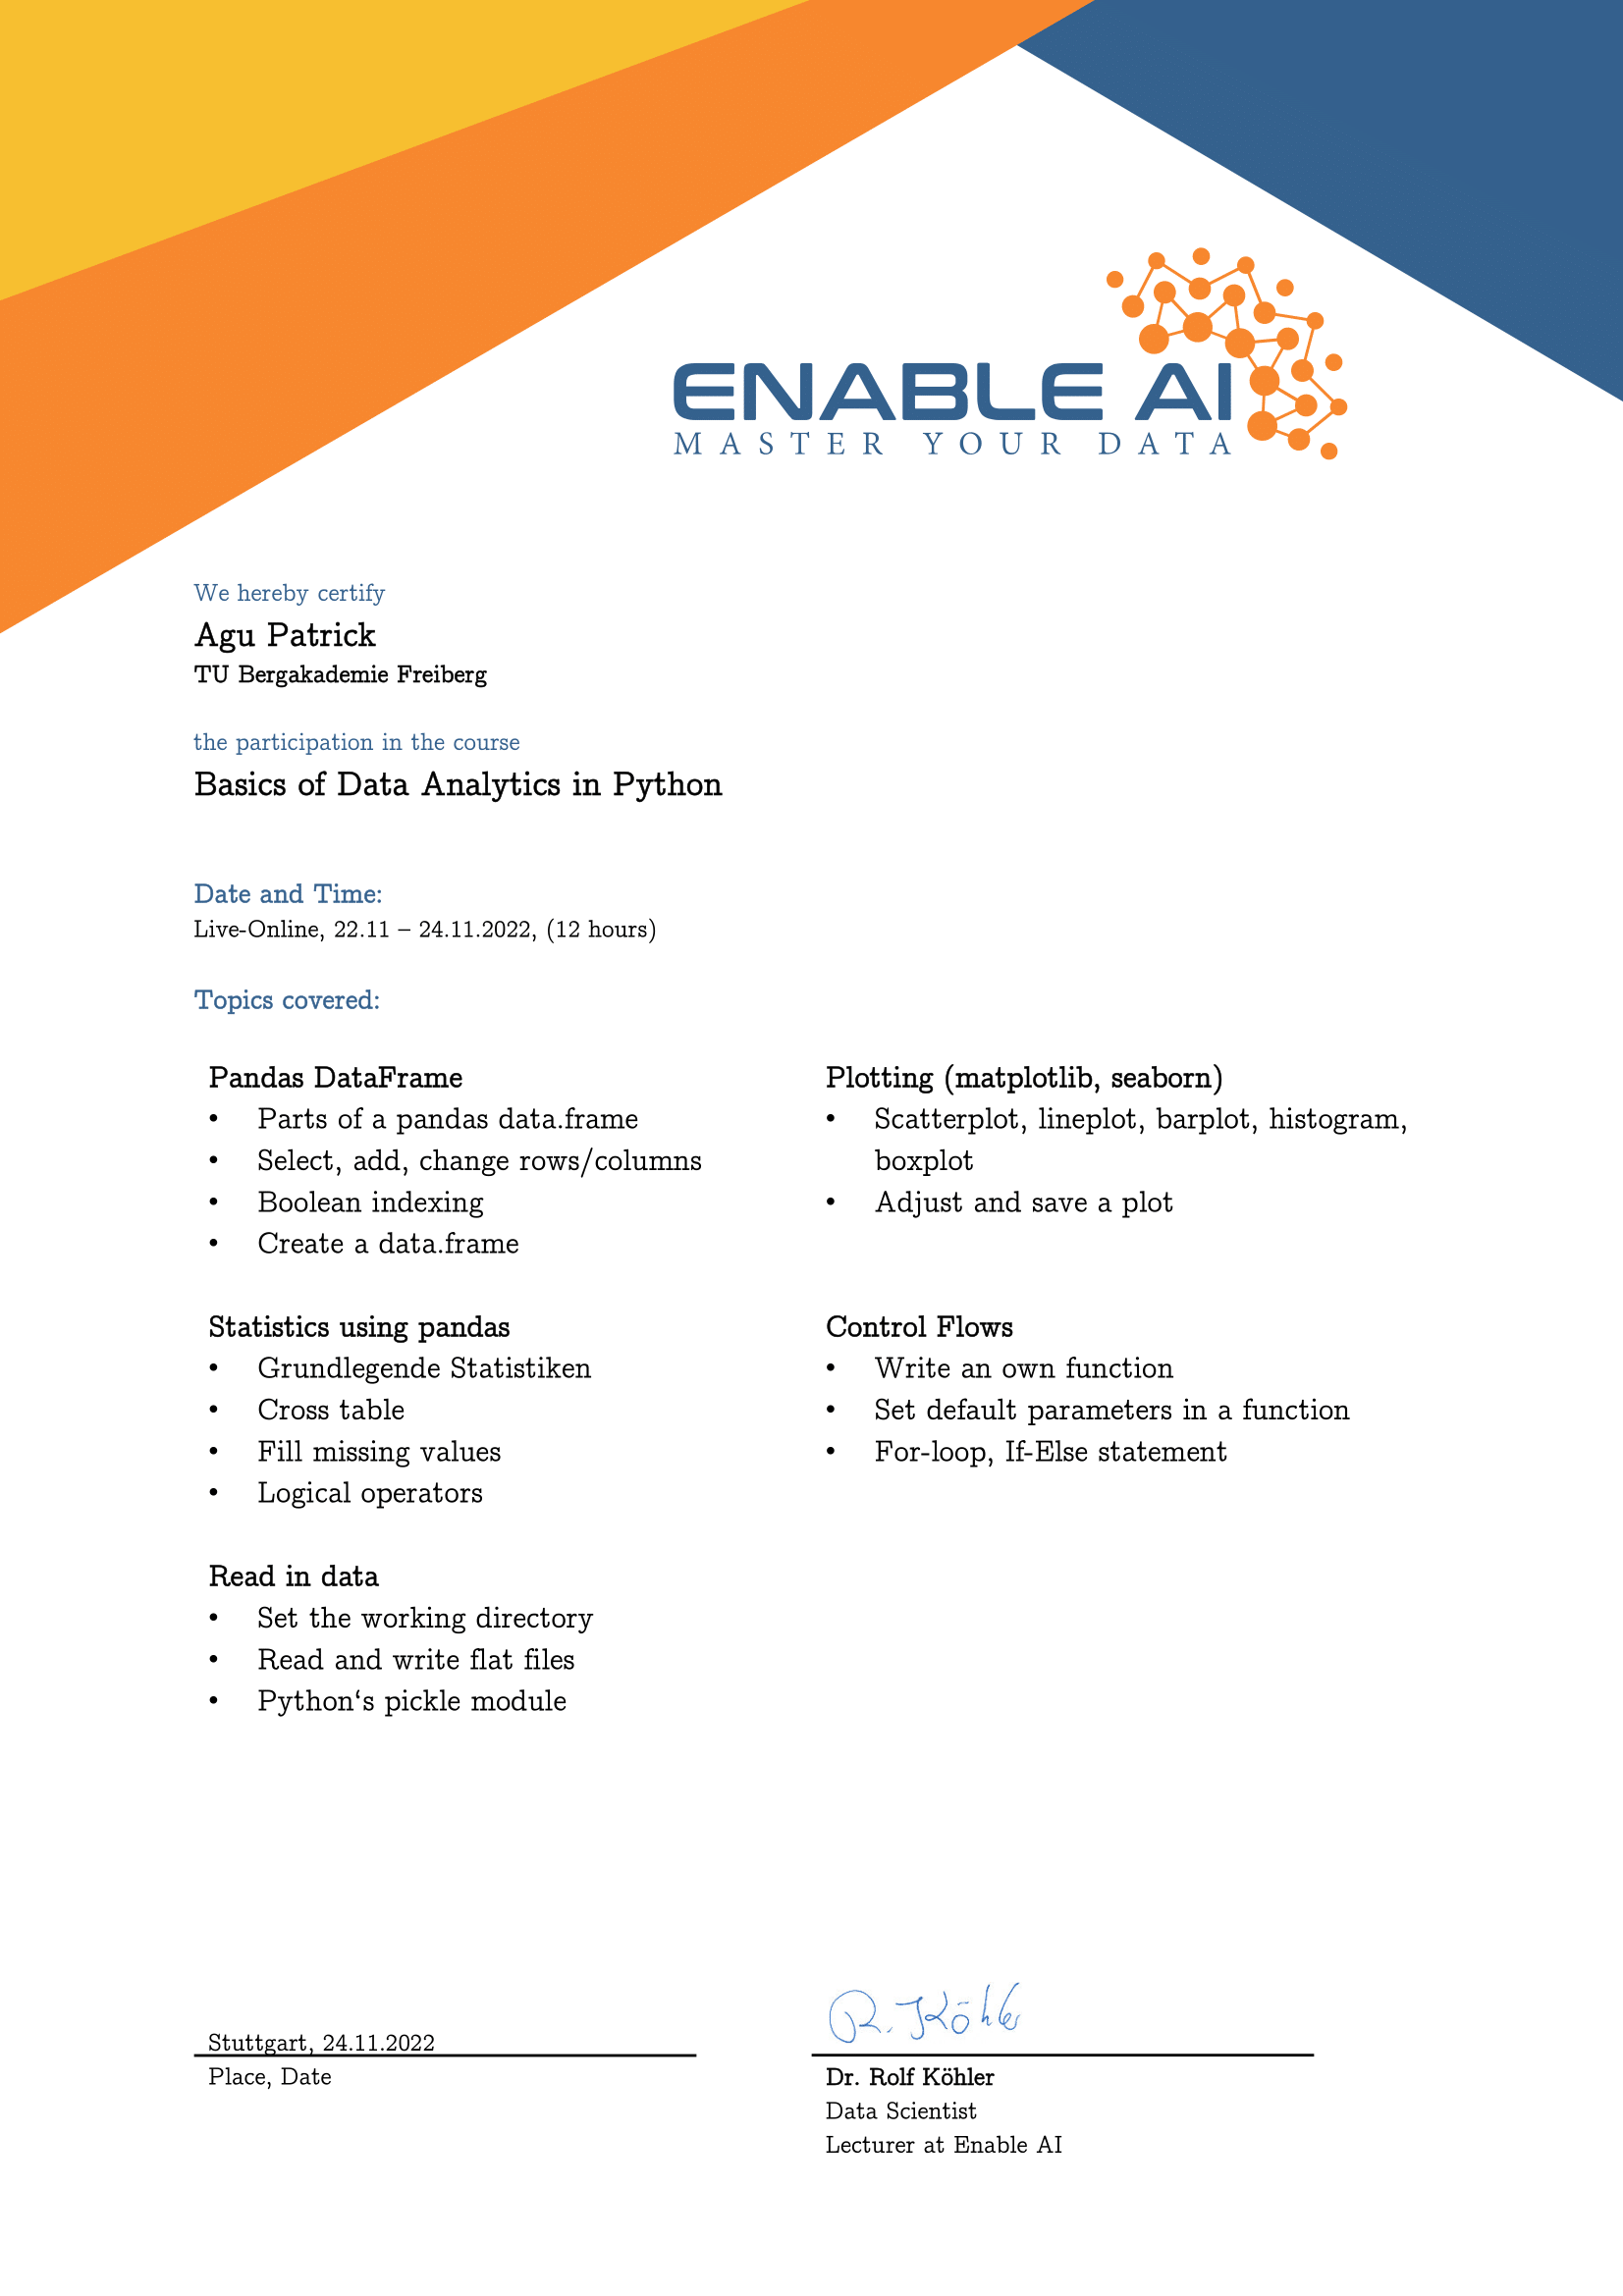 ENABLE AI
MASTER YOUR DATA
We hereby certify
Agu Patrick
TU Bergakademie Freiberg
the participation in the course
Basics of Data Analytics in Python
Date and Time:
Live-Online, 22.11 – 24.11.2022, (12 hours)
Topics covered:
Pandas DataFrame
• Parts of a pandas data.frame
• Select, add, change rows/columns
• Boolean indexing
• Create a data.frame
Statistics using pandas
• Grundlegende Statistiken
• Cross table
• Fill missing values
• Logical operators
Read in data
• Set the working directory
• Read and write flat files
• Python‘s pickle module
Plotting (matplotlib, seaborn)
• Scatterplot, lineplot, barplot, histogram,
boxplot
• Adjust and save a plot
Control Flows
• Write an own function
• Set default parameters in a function
• For-loop, If-Else statement
Stuttgart, 24.11.2022
Place, Date
R. Köhler
Dr. Rolf Köhler
Data Scientist
Lecturer at Enable AI